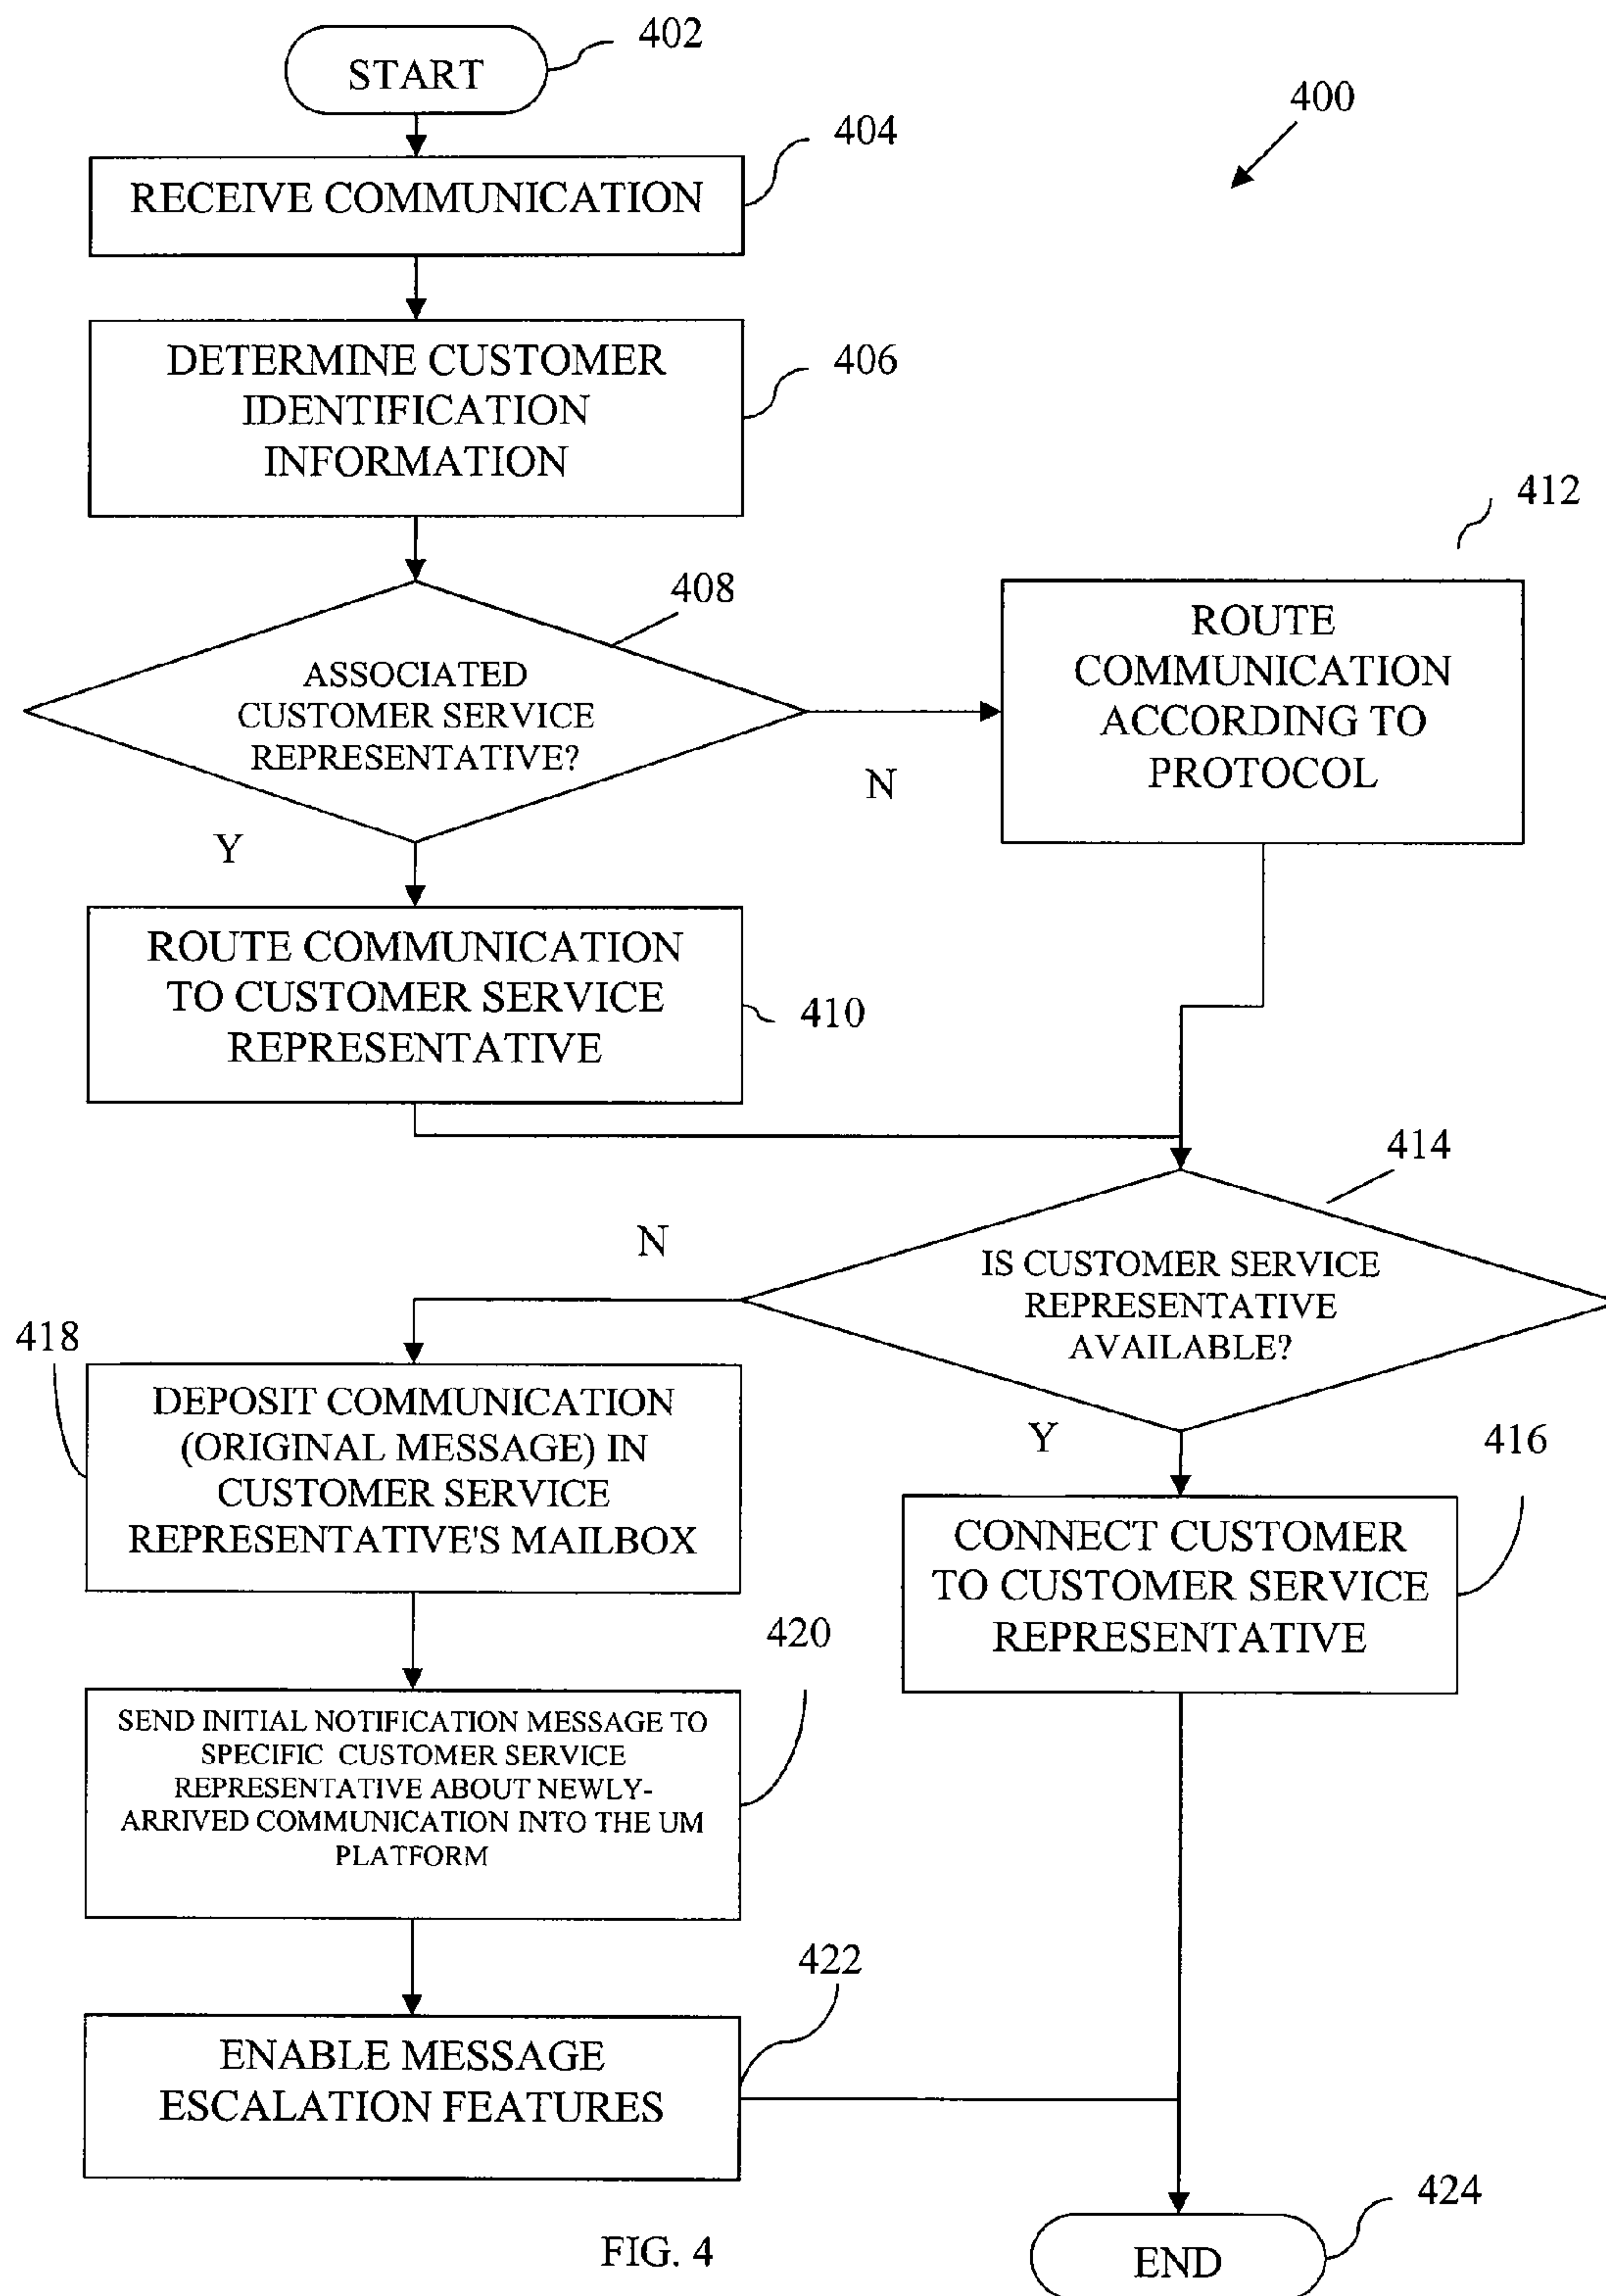 402
START
400
404
RECEIVE COMMUNICATION
406
DETERMINE CUSTOMER
IDENTIFICATION
INFORMATION
412
408
ASSOCIATED
CUSTOMER SERVICE
REPRESENTATIVE?
ROUTE
COMMUNICATION
ACCORDING TO
PROTOCOL
N
Y
ROUTE COMMUNICATION
TO CUSTOMER SERVICE
REPRESENTATIVE
410
414
N
IS CUSTOMER SERVICE
REPRESENTATIVE
AVAILABLE?
418
DEPOSIT COMMUNICATION
(ORIGINAL MESSAGE) IN
CUSTOMER SERVICE
REPRESENTATIVE'S MAILBOX
Y
416
CONNECT CUSTOMER
TO CUSTOMER SERVICE
REPRESENTATIVE
420
SEND INITIAL NOTIFICATION MESSAGE TO
SPECIFIC CUSTOMER SERVICE
REPRESENTATIVE ABOUT NEWLY-
ARRIVED COMMUNICATION INTO THE UM
PLATFORM
422
ENABLE MESSAGE
ESCALATION FEATURES
424
END
FIG. 4